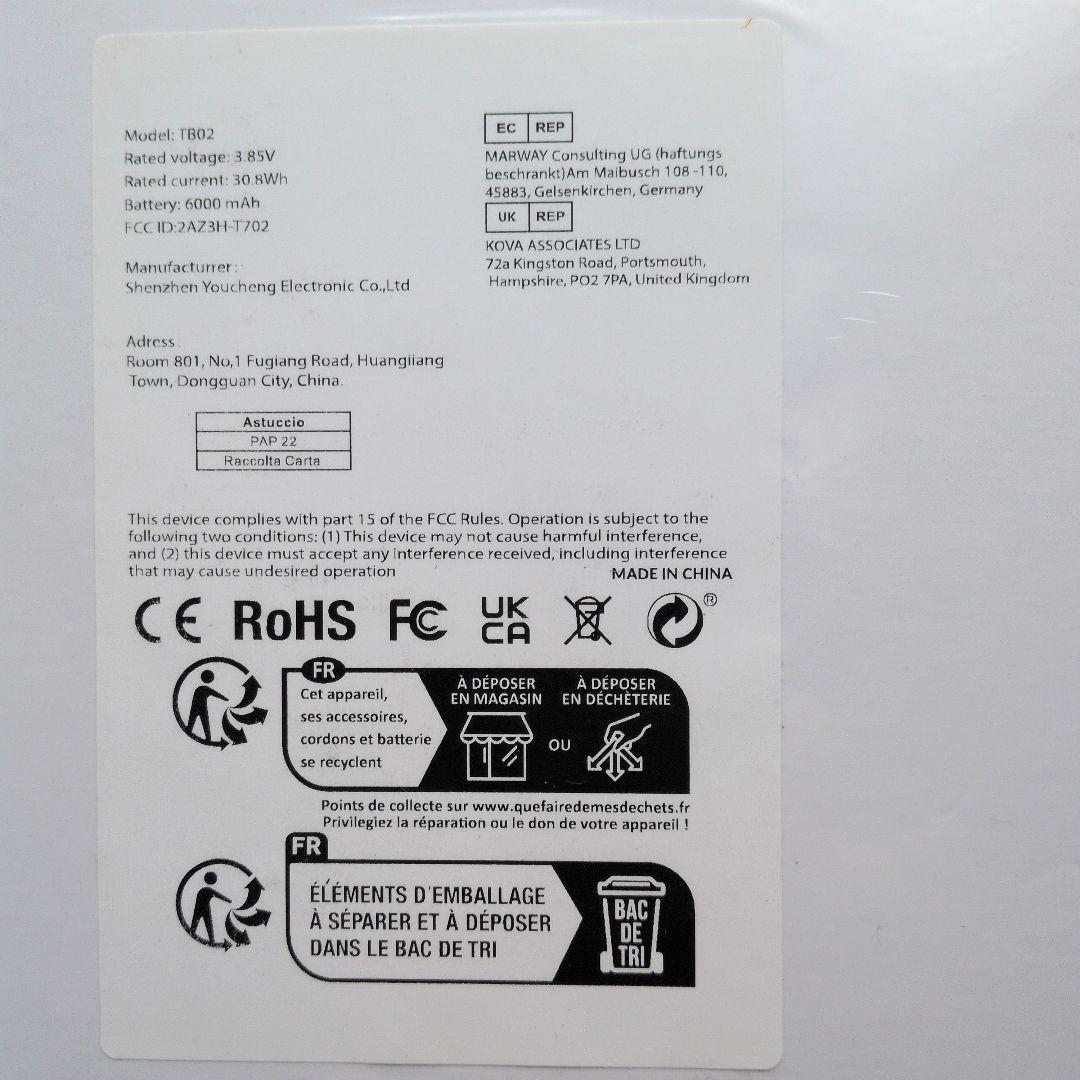 Model: TB02
Rated voltage: 3.85V
Rated current: 30.8Wh
Battery: 6000 mAh
FCC ID:2AZ3H-T702
Manufacturrer:
Shenzhen Youcheng Electronic Co.,Ltd
Adress:
Room 801, No,1 Fugiang Road, Huangjiang
Town, Dongguan City, China.
EC REP
MARWAY Consulting UG (haftungs
beschrankt)Am Maibusch 108 -110,
45883, Gelsenkirchen, Germany
UK REP
KOVA ASSOCIATES LTD
72a Kingston Road, Portsmouth,
Hampshire, PO2 7PA, United Kingdom
Astuccio
PAP 22
Raccolta Carta
This device complies with part 15 of the FCC Rules. Operation is subject to the
following two conditions: (1) This device may not cause harmful interference,
and (2) this device must accept any interference received, including interference
that may cause undesired operation
MADE IN CHINA
CE RoHS FC UK CA ®
FR
Cet appareil,
ses accessoires,
cordons et batterie
se recyclent
À DÉPOSER
EN MAGASIN
OU
À DÉPOSER
EN DÉCHÈTERIE
Points de collecte sur www.quefairedemesdechets.fr
Privilegiez la réparation ou le don de votre appareil !
FR
ÉLÉMENTS D'EMBALLAGE
À SÉPARER ET À DÉPOSER
DANS LE BAC DE TRI
BAC
DE
TRI